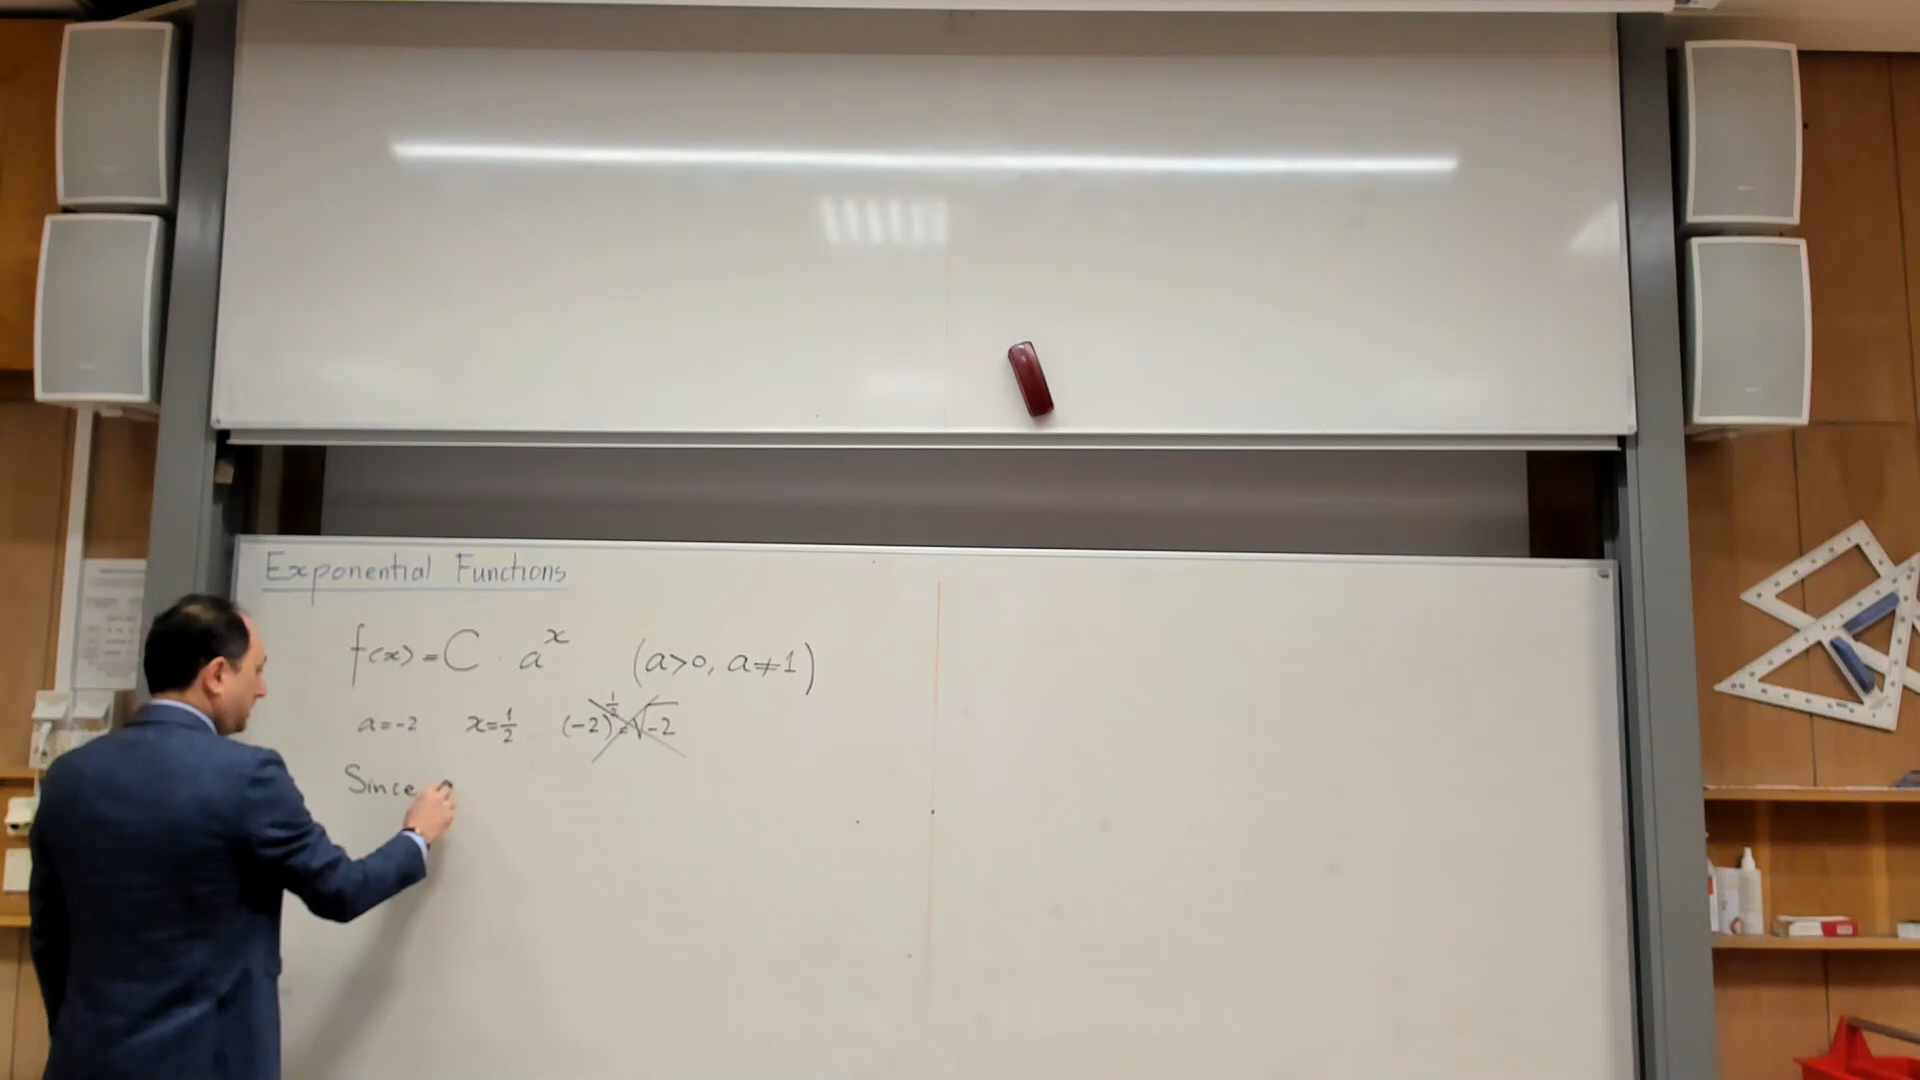 Exponential Functions
f(x) = C · a^x (a>0, a≠1)
a=-2 x=1/2 (-2)^1/2 = √-2
Since